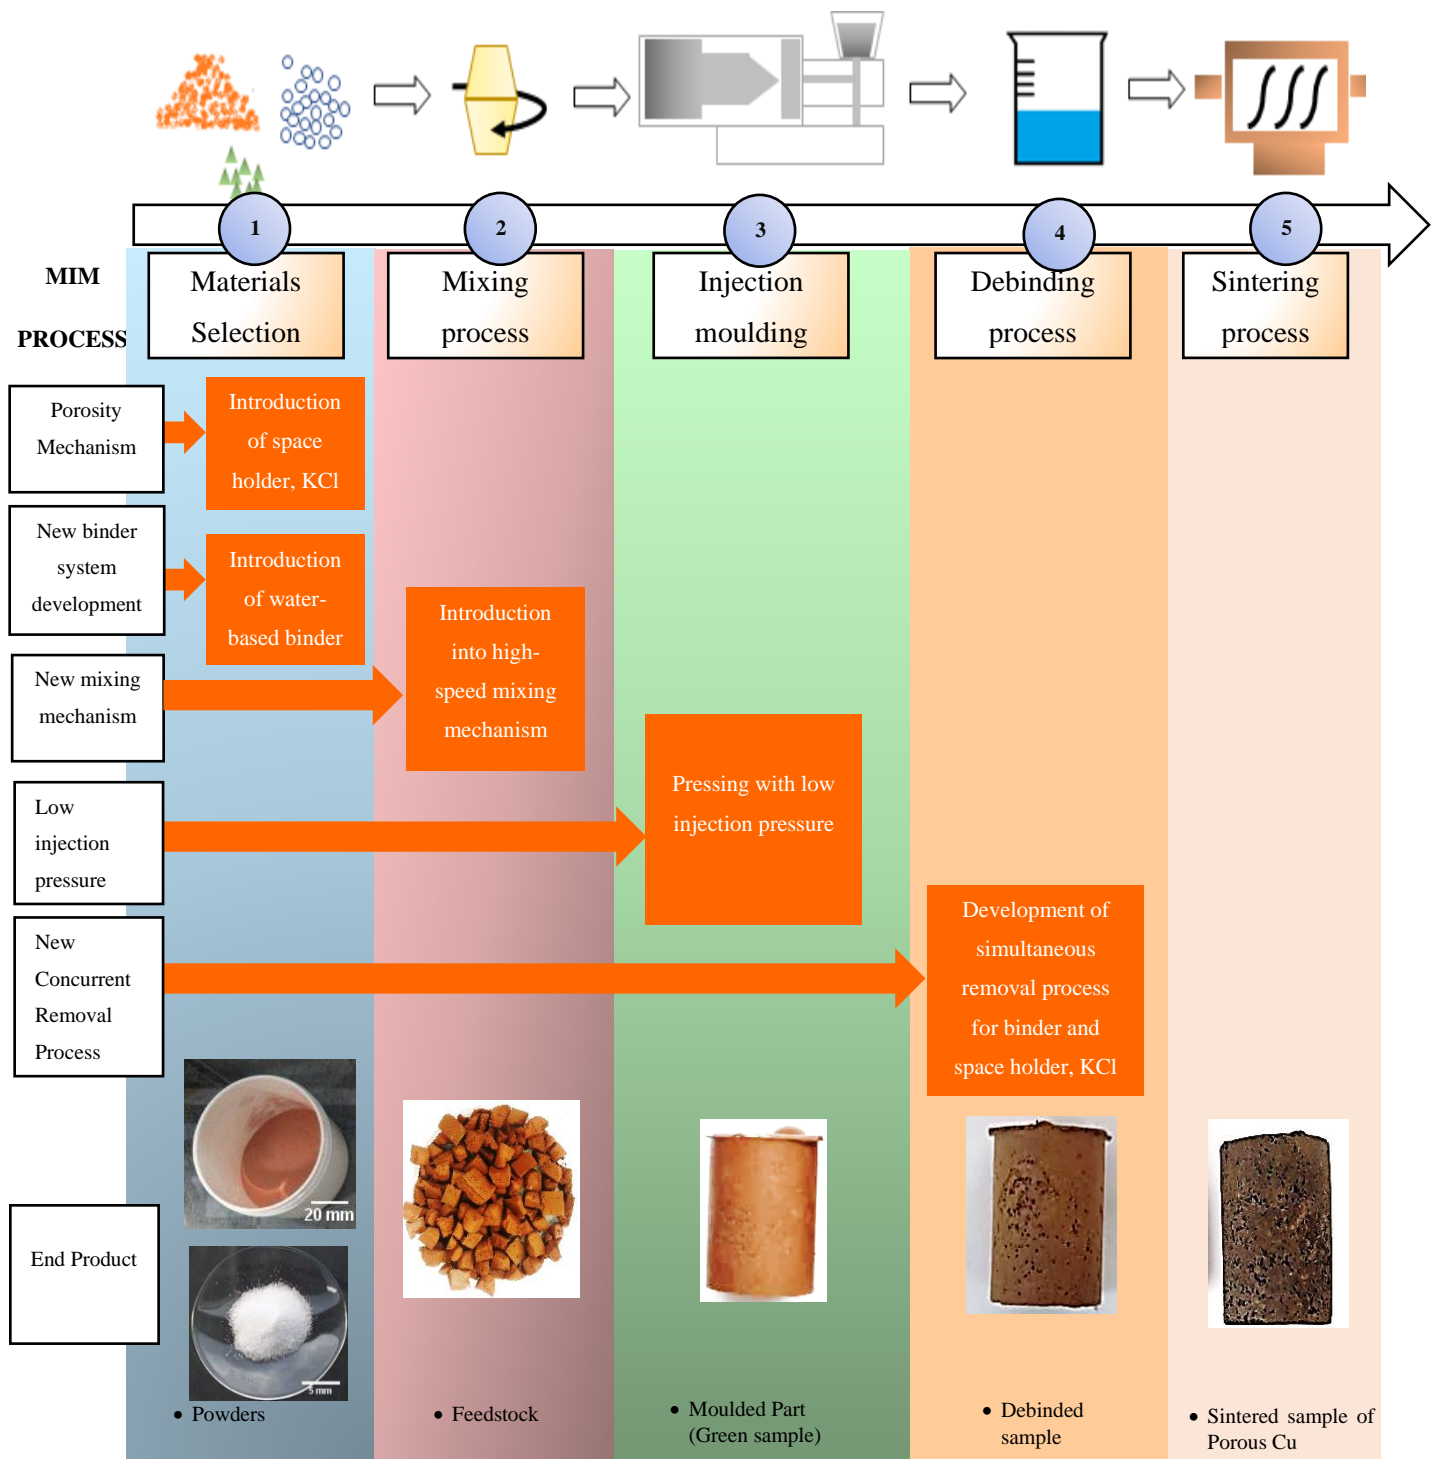 1
2
3
4
5
MIM
PROCESS
Materials
Selection
Mixing
process
Injection
moulding
Debinding
process
Sintering
process
Porosity
Mechanism
Introduction
of space
holder, KCl
New binder
system
development
Introduction
of water-
based binder
New mixing
mechanism
Introduction
into high-
speed mixing
mechanism
Low
injection
pressure
Pressing with low
injection pressure
New
Concurrent
Removal
Process
Development of
simultaneous
removal process
for binder and
space holder, KCl
End Product
20 mm
5 mm
• Powders
• Feedstock
• Moulded Part
(Green sample)
• Debinded
sample
• Sintered sample of
Porous Cu